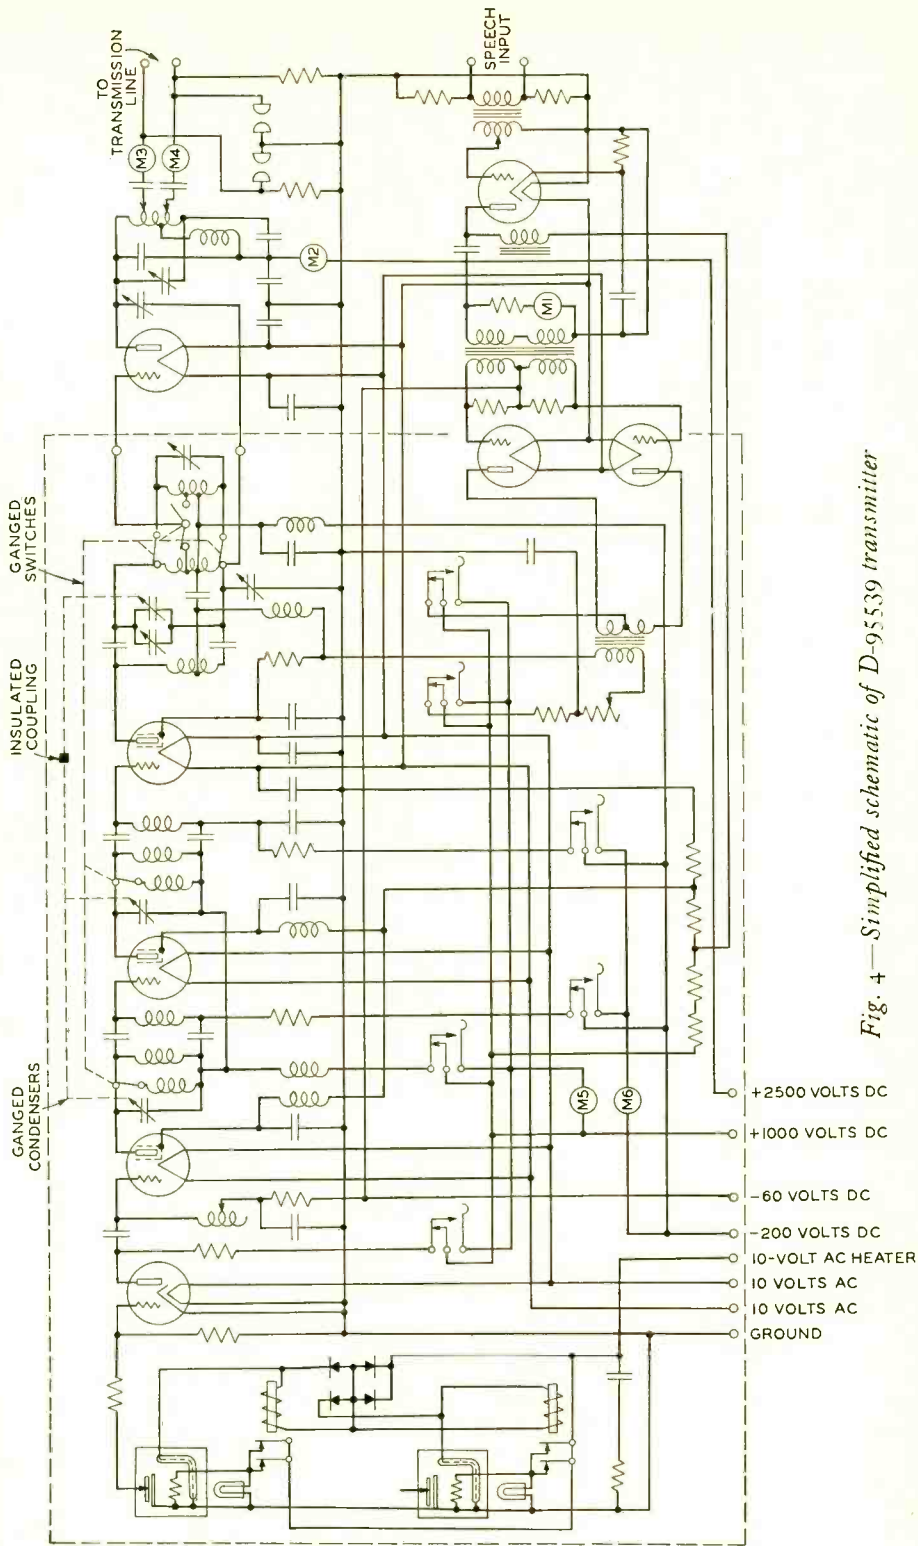 TO
TRANSMISSION
LINE
M3
M4
M2
SPEECH
INPUT
M1
GANGED
SWITCHES
INSULATED
COUPLING
GANGED
CONDENSERS
M5
M6
+2500 VOLTS DC
+1000 VOLTS DC
-60 VOLTS DC
-200 VOLTS DC
10-VOLT AC HEATER
10 VOLTS AC
10 VOLTS AC
GROUND
Fig. 4—Simplified schematic of D-95539 transmitter